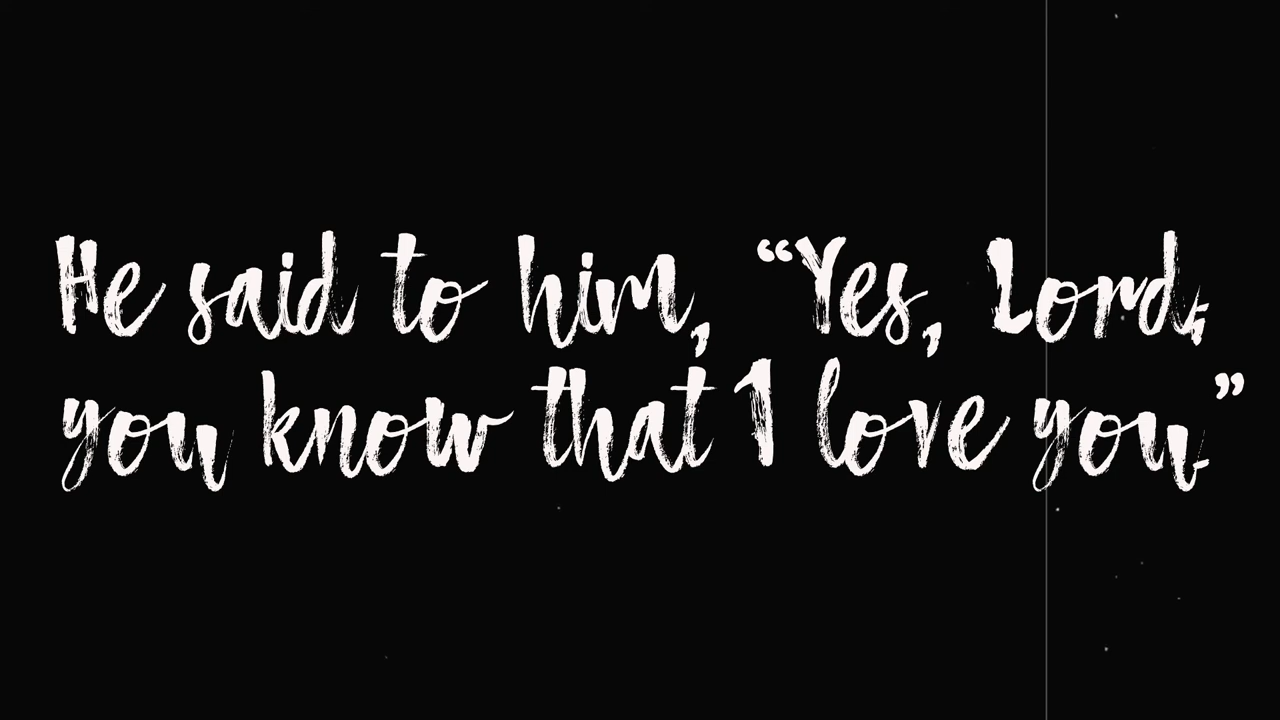 He said to him, “Yes, Lord;
you know that I love you.”